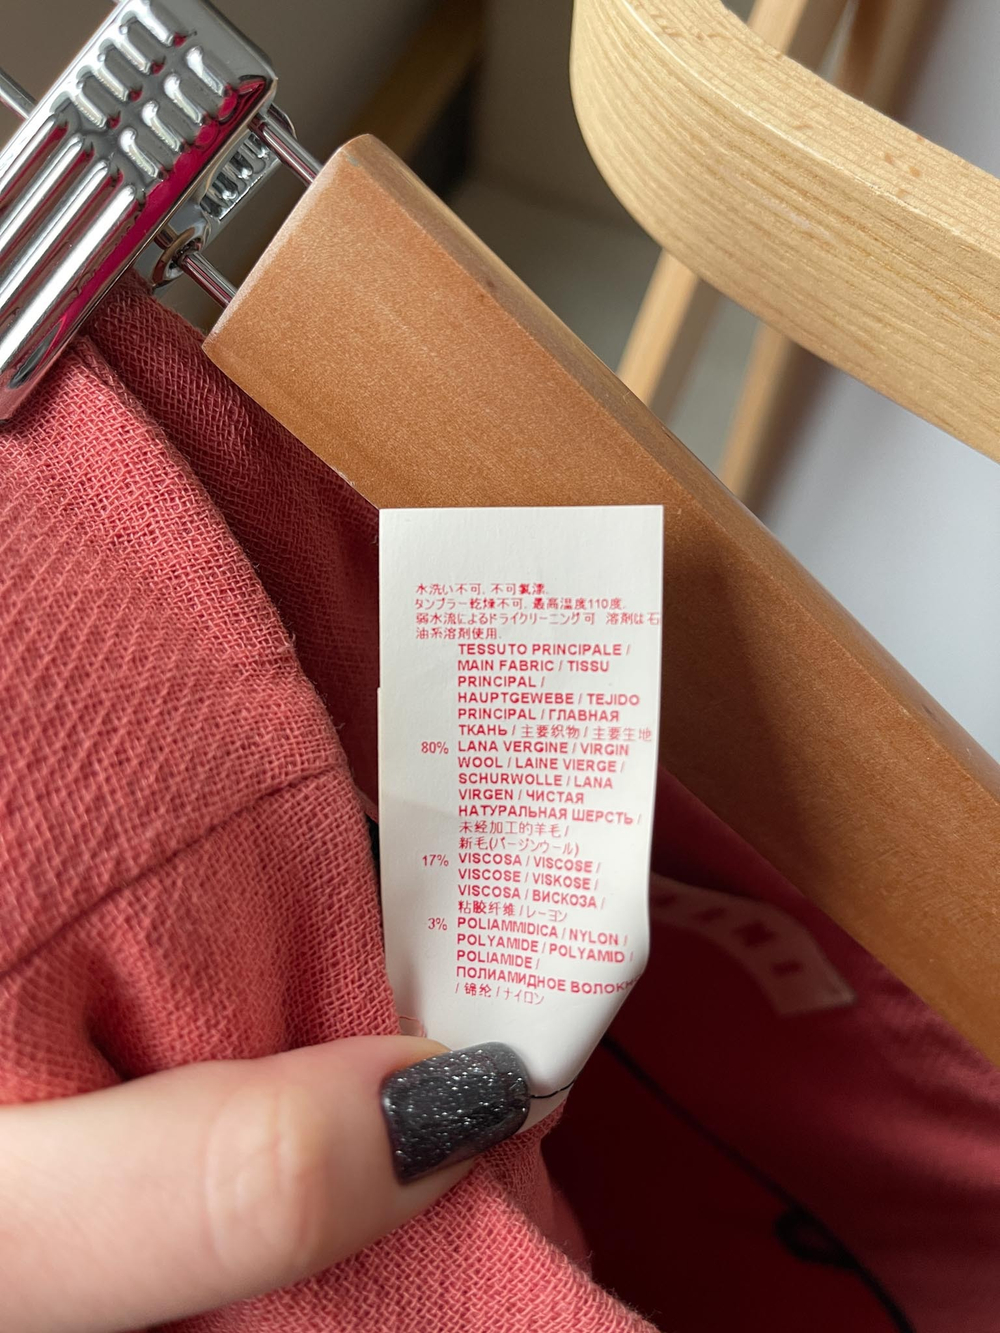 水洗い不可. 不可氯漂.
タンブラー乾燥不可. 最高温度110度.
弱水流によるドライクリーニング可 溶剤は石
油系溶剤使用.
TESSUTO PRINCIPALE /
MAIN FABRIC / TISSU
PRINCIPAL /
HAUPTGEWEBE / TEJIDO
PRINCIPAL / ГЛАВНАЯ
ТКАНЬ / 主要织物 / 主要生地
80% LANA VERGINE / VIRGIN
WOOL / LAINE VIERGE /
SCHURWOLLE / LANA
VIRGEN / ЧИСТАЯ
НАТУРАЛЬНАЯ ШЕРСТЬ /
未经加工的羊毛 /
新毛(バージンウール)
17% VISCOSA / VISCOSE /
VISCOSE / VISKOSE /
VISCOSA / ВИСКОЗА /
粘胶纤维 / レーヨン
3% POLIAMMIDICA / NYLON /
POLYAMIDE / POLYAMID /
POLIAMIDE /
ПОЛИАМИДНОЕ ВОЛОКН
/ 锦纶 / ナイロン